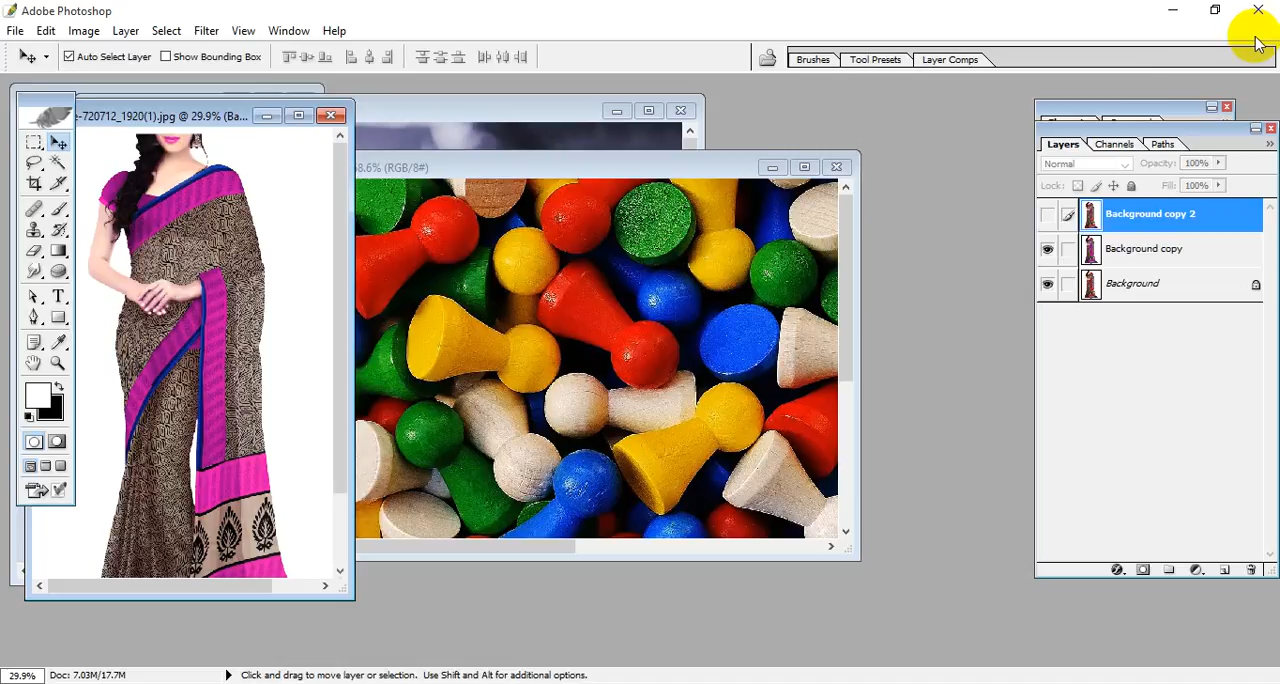 Adobe Photoshop
File Edit Image Layer Select Filter View Window Help
Auto Select Layer Show Bounding Box Brushes Tool Presets Layer Comps
e-720712_1920(1).jpg @ 29.9% (Ba...
8.6% (RGB/8#)
Layers Channels Paths
Normal Opacity: 100%
Lock: Fill: 100%
Background copy 2
Background copy
Background
T
29.9% Doc: 7.03M/17.7M Click and drag to move layer or selection. Use Shift and Alt for additional options.